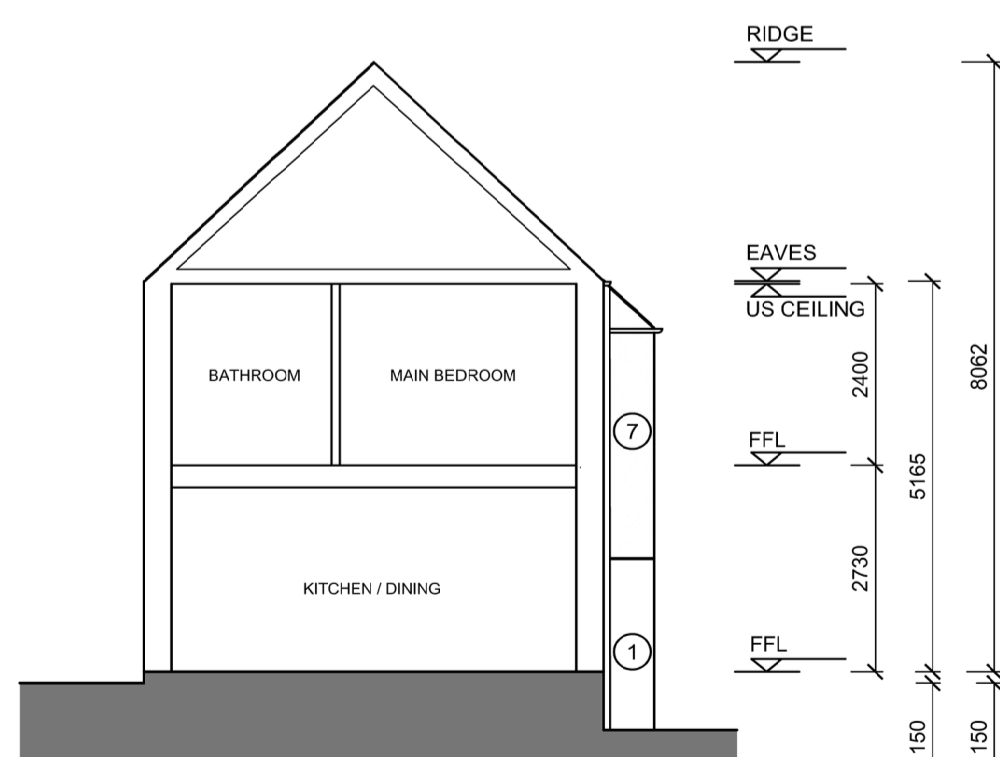 RIDGE
EAVES
US CEILING
BATHROOM
MAIN BEDROOM
7
FFL
KITCHEN / DINING
1
FFL
2400
2730
5165
8062
150
150